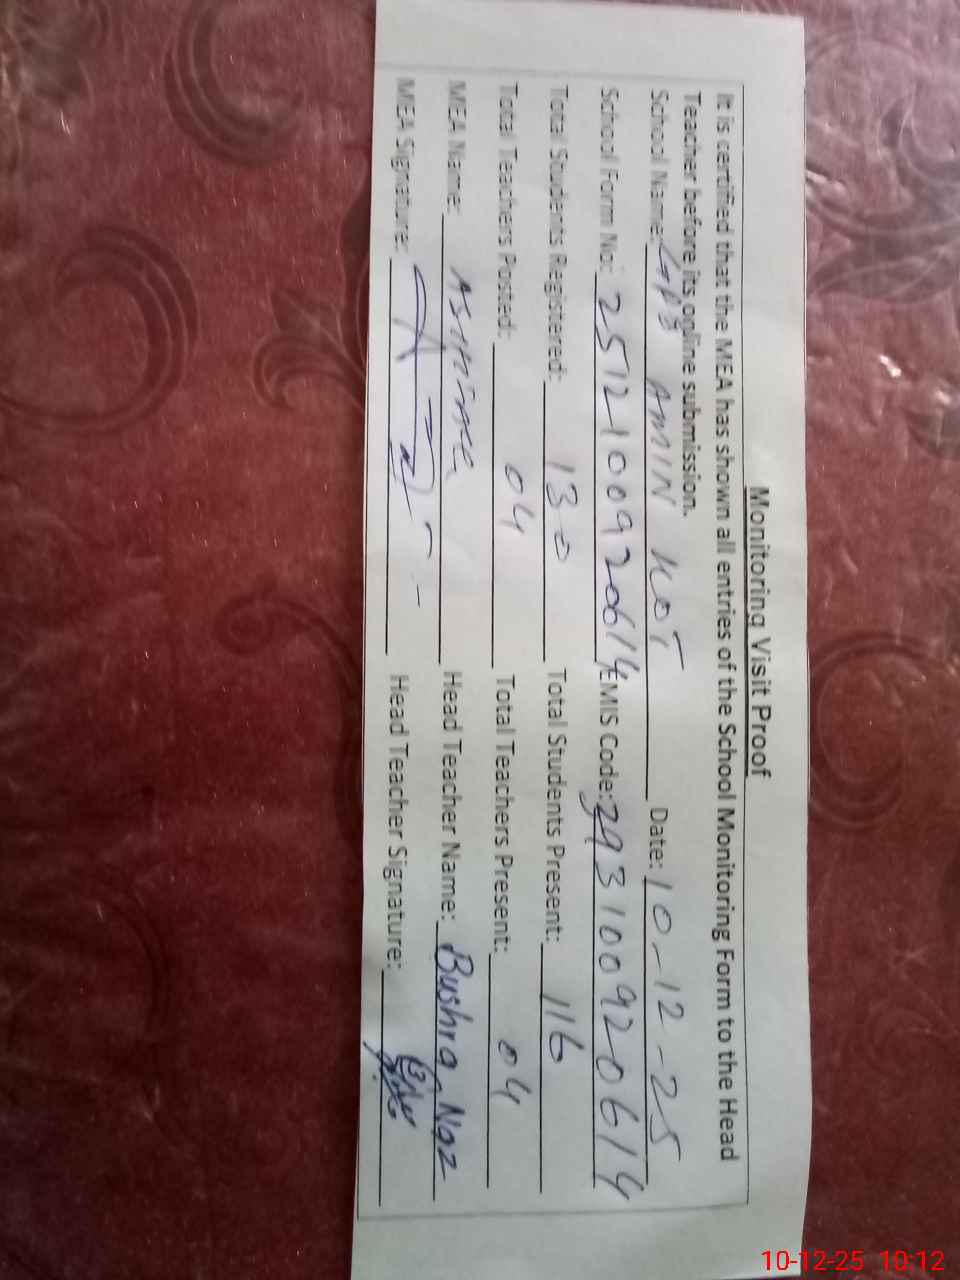 Monitoring Visit Proof
It is certified that the MEA has shown all entries of the School Monitoring Form to the Head
Teacher before its online submission.
School Name: GPS AMIN KOT Date: 10-12-25
School Form No: 2512100920614 EMIS Code: 293100920614
Total Students Registered: 130 Total Students Present: 116
Total Teachers Posted: 04 Total Teachers Present: 04
MEA Name: Head Teacher Name: Bushra Naz
MEA Signature: Head Teacher Signature:
10-12-25 10:12